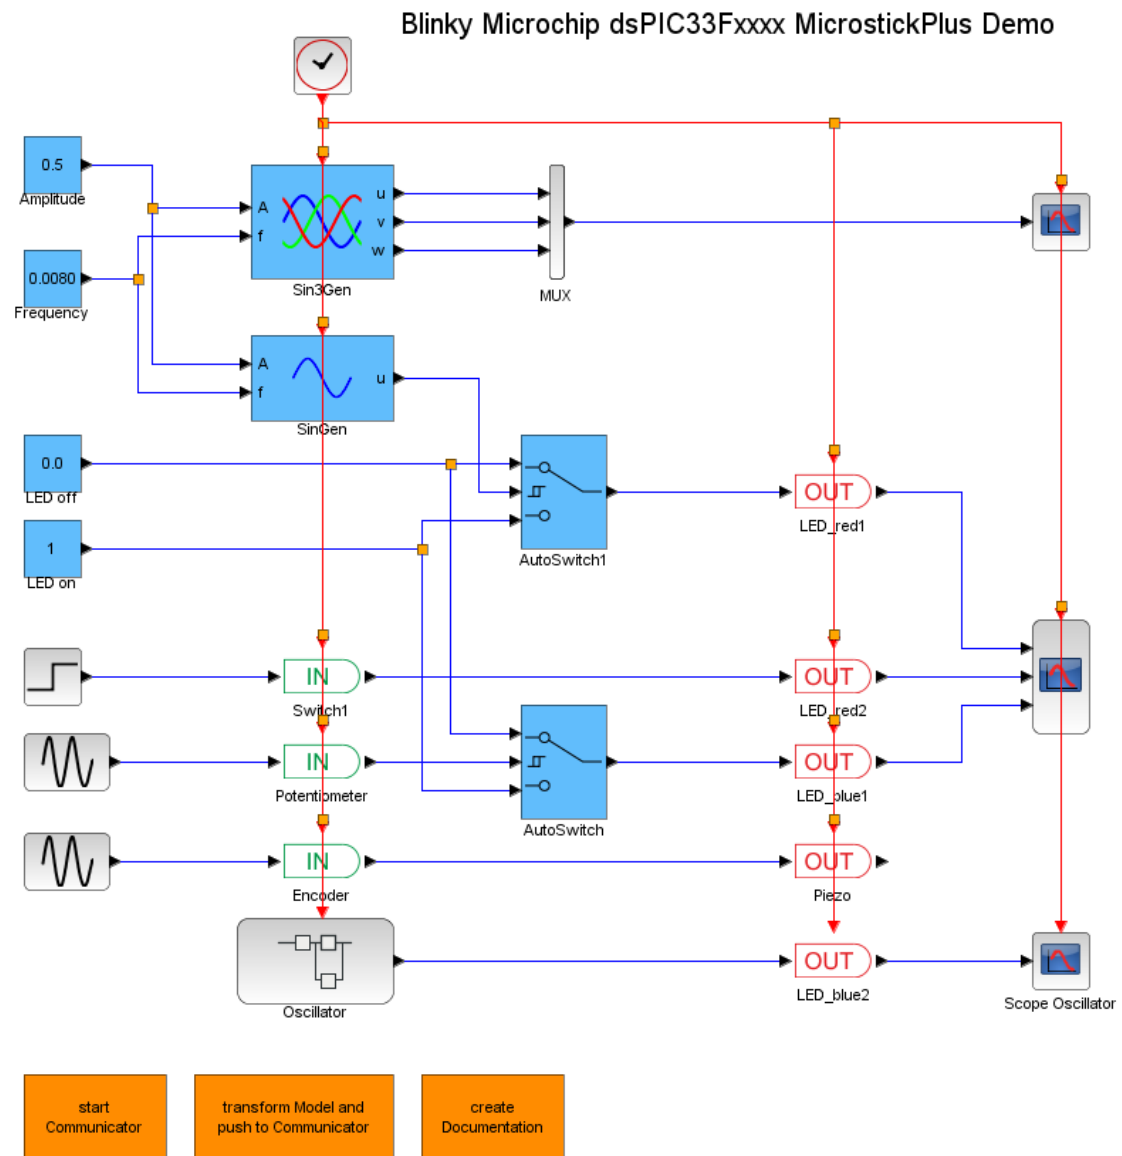 Blinky Microchip dsPIC33Fxxxx MicrostickPlus Demo
0.5
Amplitude
A
f
u
v
w
Sin3Gen
MUX
0.0080
Frequency
A
f
u
SinGen
0.0
LED off
1
LED on
AutoSwitch1
OUT
LED_red1
IN
Switch1
OUT
LED_red2
IN
Potentiometer
AutoSwitch
OUT
LED_blue1
IN
Encoder
OUT
Piezo
Oscillator
OUT
LED_blue2
Scope Oscillator
start
Communicator
transform Model and
push to Communicator
create
Documentation